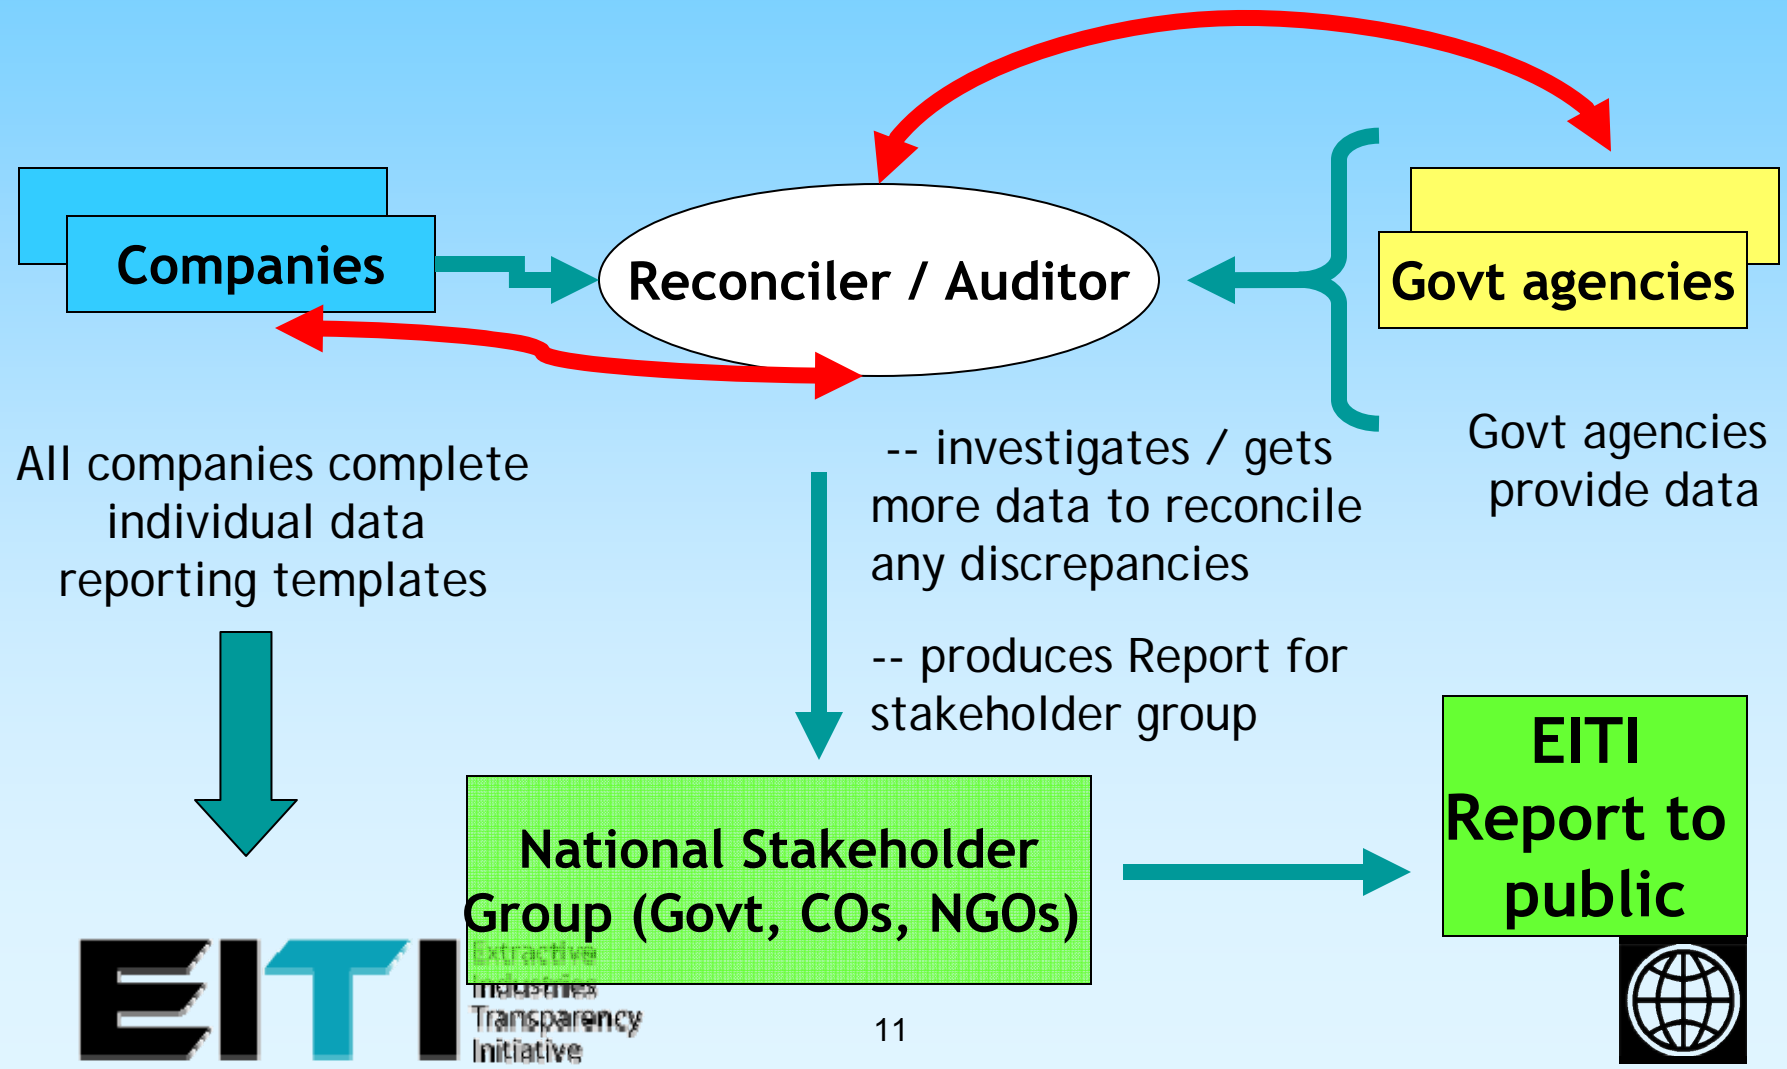 Companies
Reconciler / Auditor
Govt agencies
All companies complete
individual data
reporting templates
-- investigates / gets
more data to reconcile
any discrepancies
-- produces Report for
stakeholder group
Govt agencies
provide data
National Stakeholder
Group (Govt, COs, NGOs)
EITI
Report to
public
EITI
Extractive
Industries
Transparency
Initiative
11